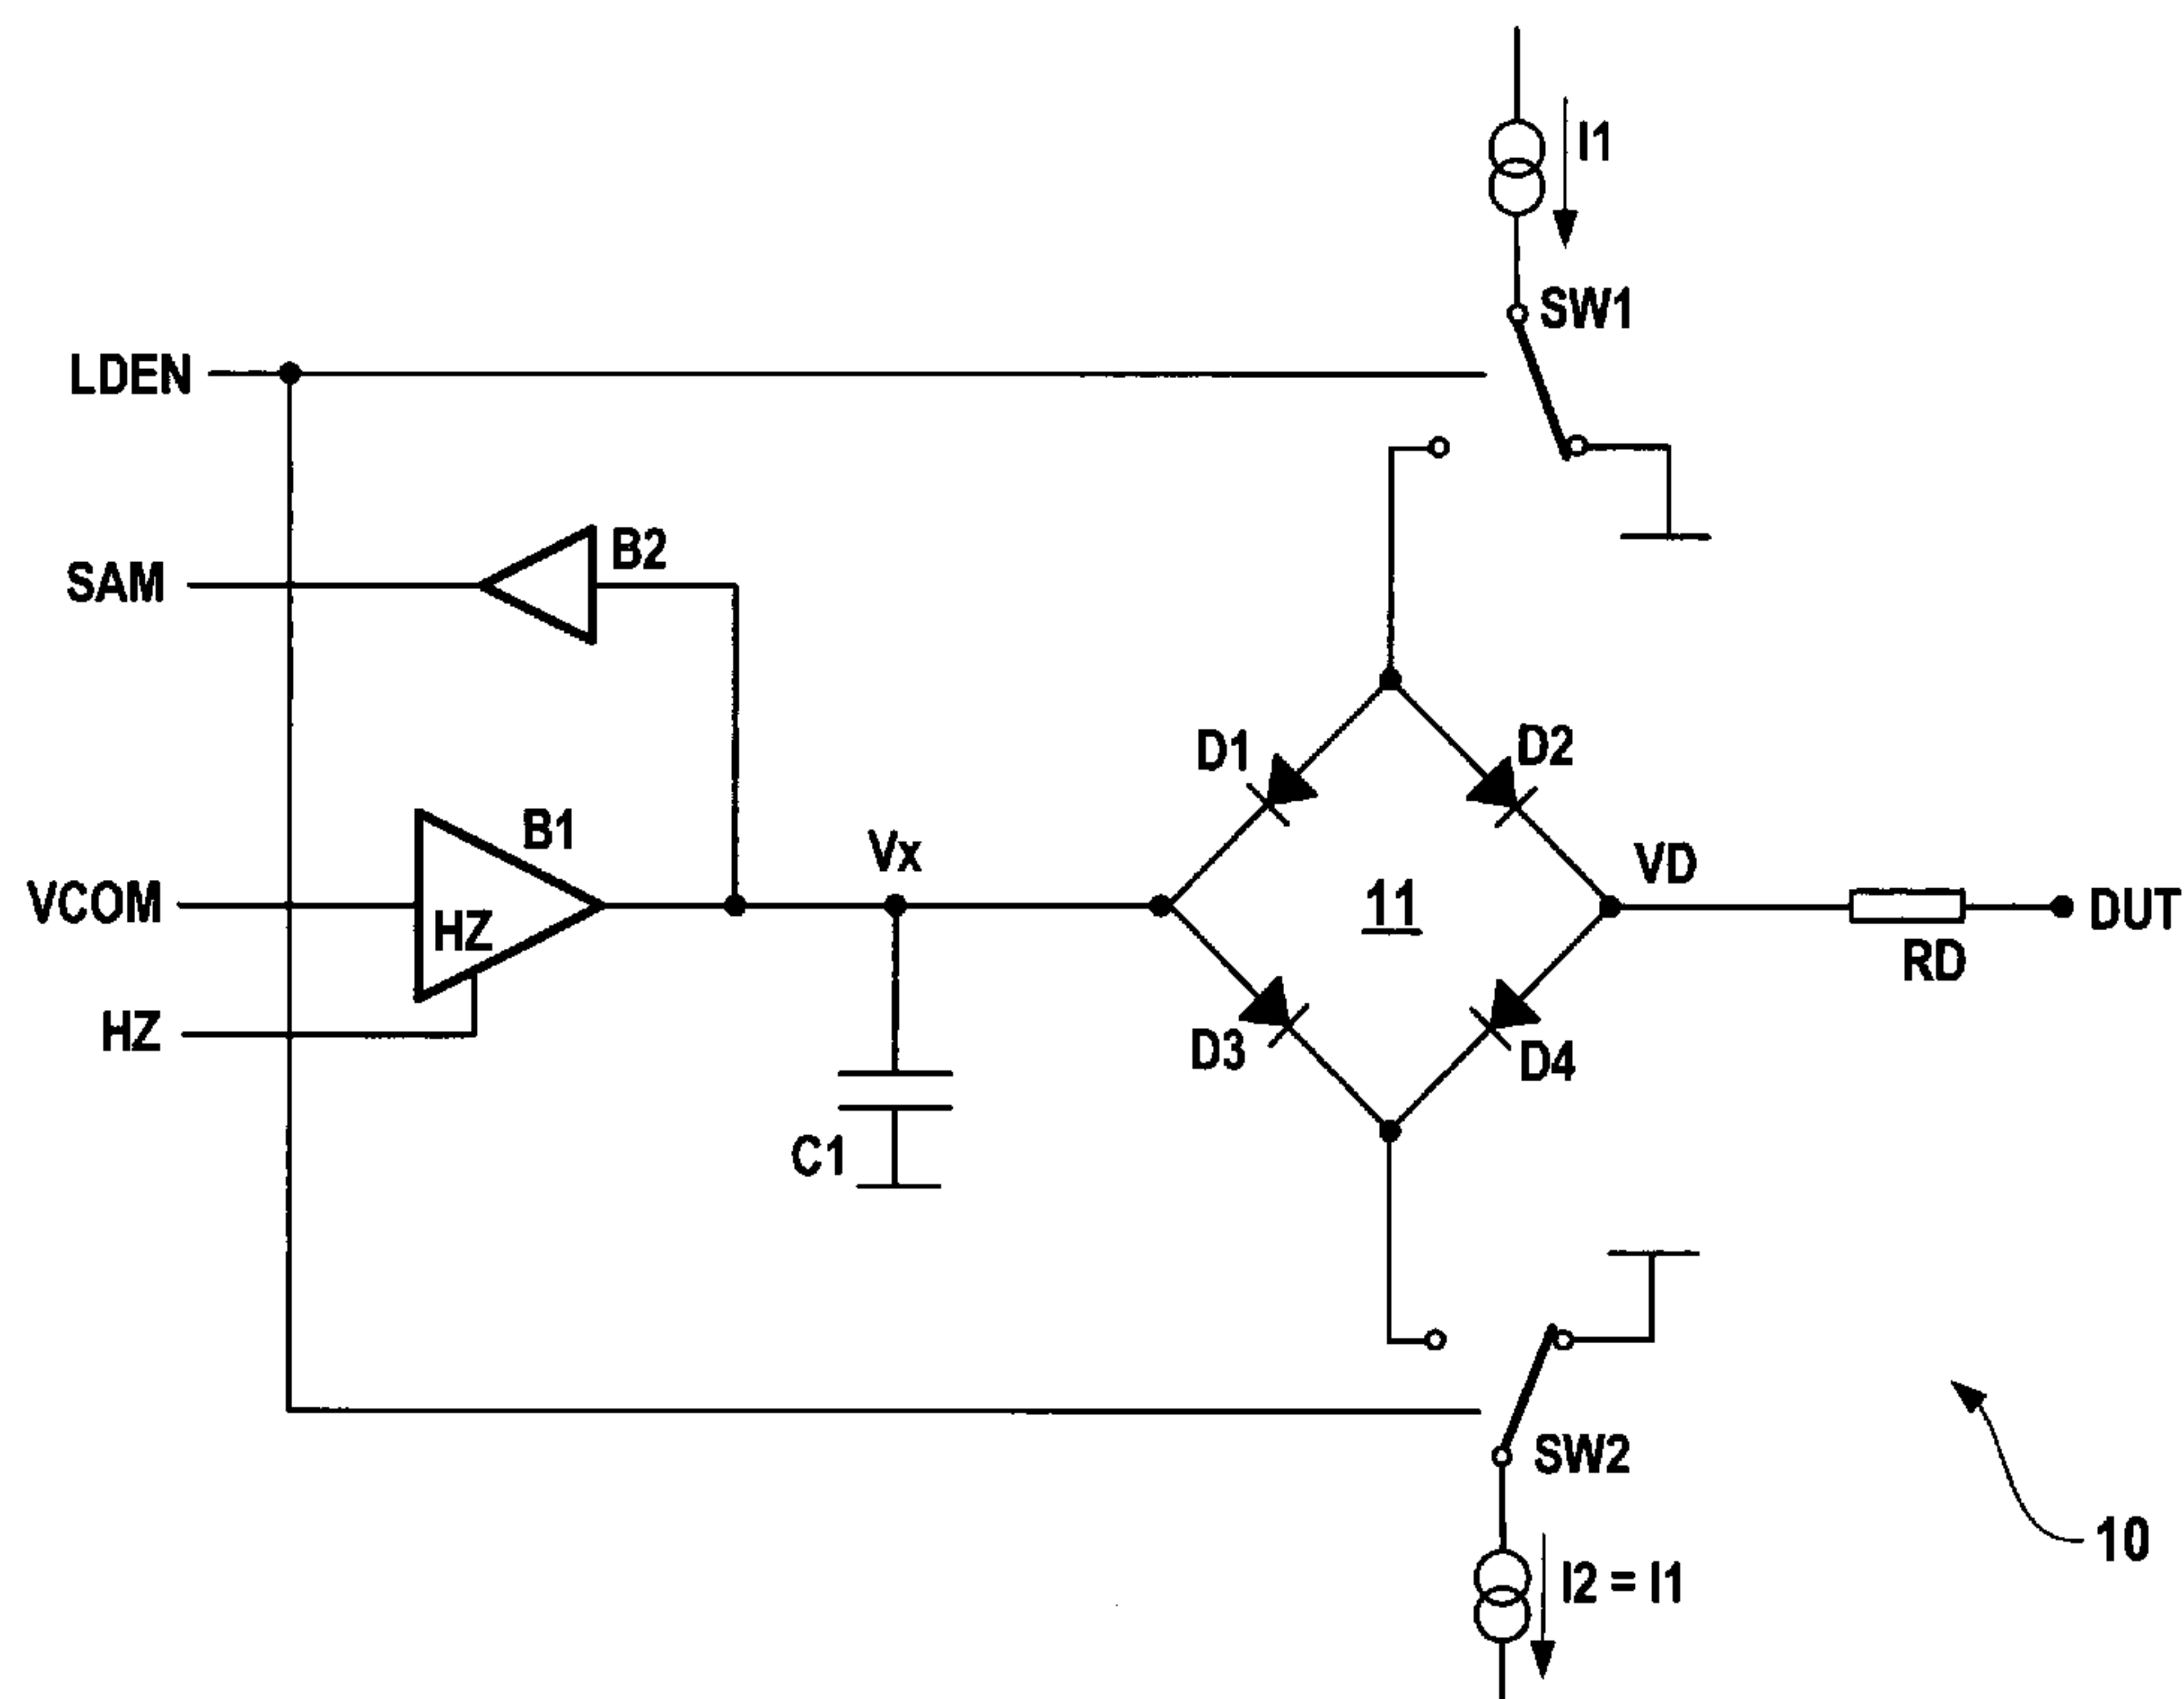 I1
SW1
LDEN
B2
SAM
D1
D2
B1
Vx
VD
VCOM
HZ
11
DUT
RD
HZ
D3
D4
C1
SW2
10
I2 = I1